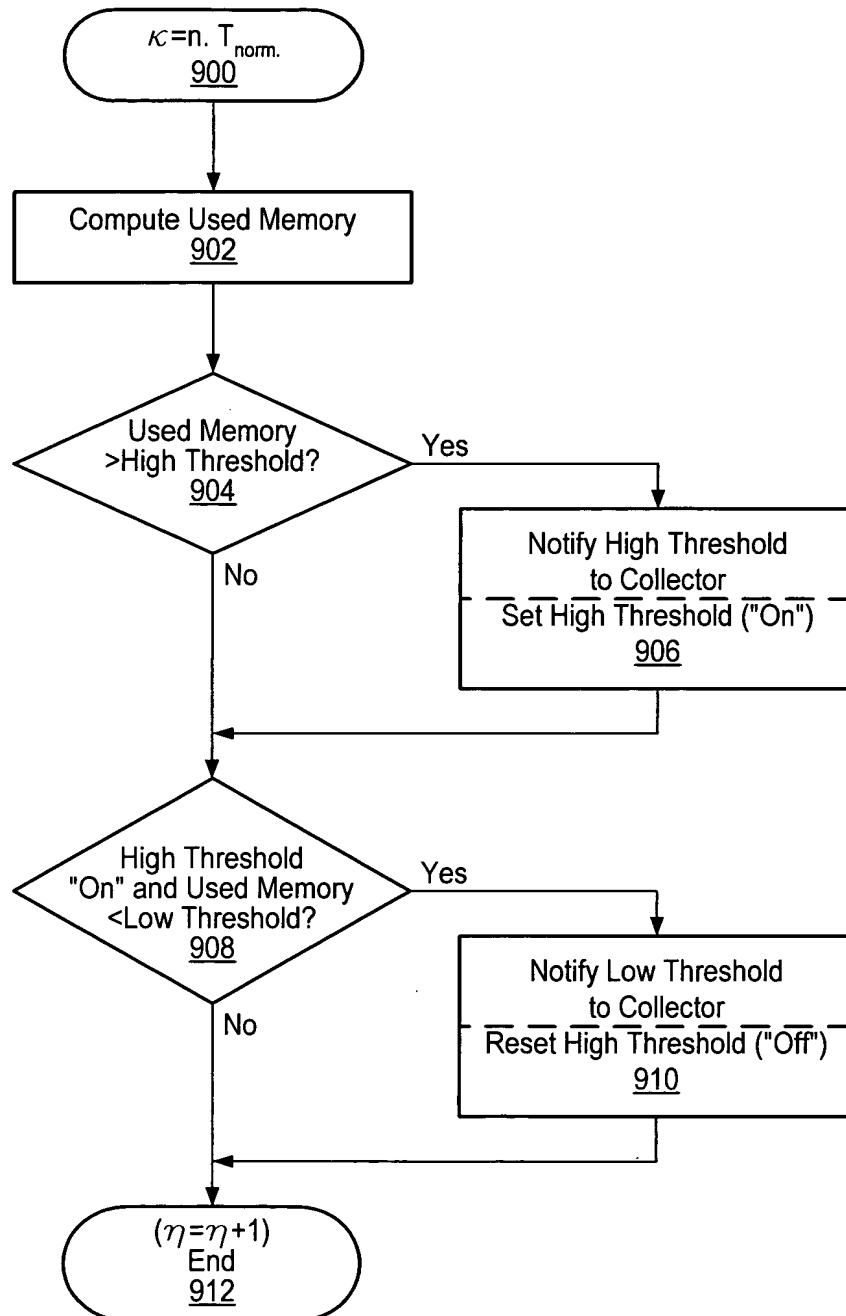 κ=n. Tnorm.
900
Compute Used Memory
902
Used Memory
>High Threshold?
904
Yes
No
Notify High Threshold
to Collector
Set High Threshold ("On")
906
High Threshold
"On" and Used Memory
<Low Threshold?
908
Yes
No
Notify Low Threshold
to Collector
Reset High Threshold ("Off")
910
(η=η+1)
End
912